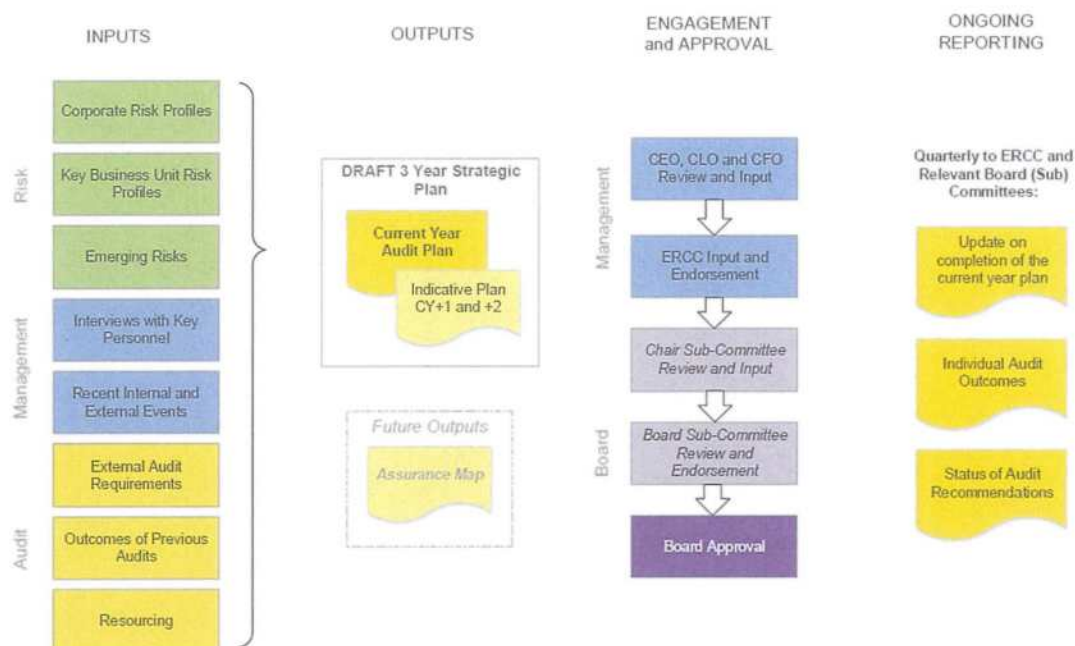 INPUTS
OUTPUTS
ENGAGEMENT
and APPROVAL
ONGOING
REPORTING
Risk
Corporate Risk Profiles
Key Business Unit Risk
Profiles
Emerging Risks
Management
Interviews with Key
Personnel
Recent Internal and
External Events
Audit
External Audit
Requirements
Outcomes of Previous
Audits
Resourcing
DRAFT 3 Year Strategic
Plan
Current Year
Audit Plan
Indicative Plan
CY+1 and +2
Future Outputs
Assurance Map
Management
CEO, CLO and CFO
Review and Input
ERCC Input and
Endorsement
Board
Chair Sub-Committee
Review and Input
Board Sub-Committee
Review and
Endorsement
Board Approval
Quarterly to ERCC and
Relevant Board (Sub)
Committees:
Update on
completion of the
current year plan
Individual Audit
Outcomes
Status of Audit
Recommendations